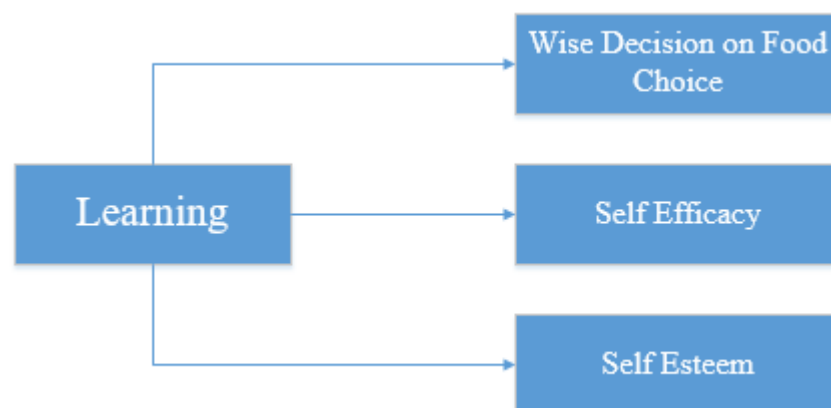 Wise Decision on Food
Choice
Learning
Self Efficacy
Self Esteem